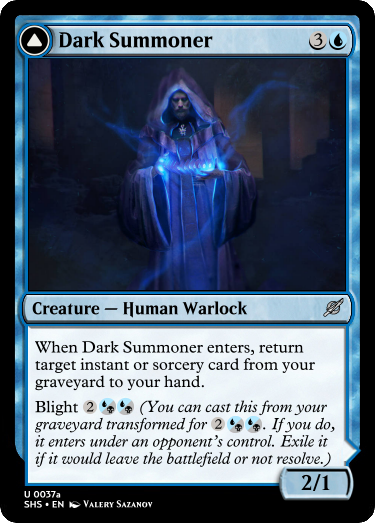 Dark Summoner 3
Creature — Human Warlock
When Dark Summoner enters, return
target instant or sorcery card from your
graveyard to your hand.
Blight 2 (You can cast this from your
graveyard transformed for 2. If you do,
it enters under an opponent's control. Exile it
if it would leave the battlefield or not resolve.)
2/1
U 0037a
SHS • EN Valery Sazanov